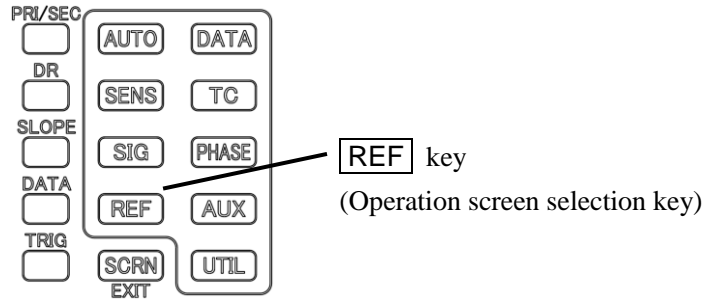 PRI/SEC
AUTO DATA
DR
SENS TC
SLOPE
SIG PHASE
REF key
(Operation screen selection key)
DATA
REF AUX
TRIG
SCRN UTIL
EXIT